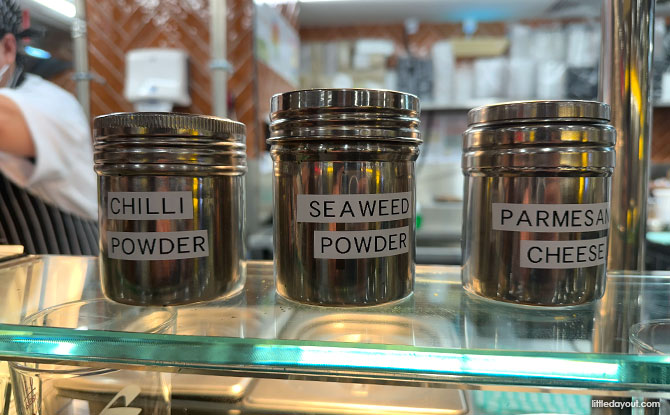 CHILLI
POWDER
SEAWEED
POWDER
PARMESAN
CHEESE
littledayout.com